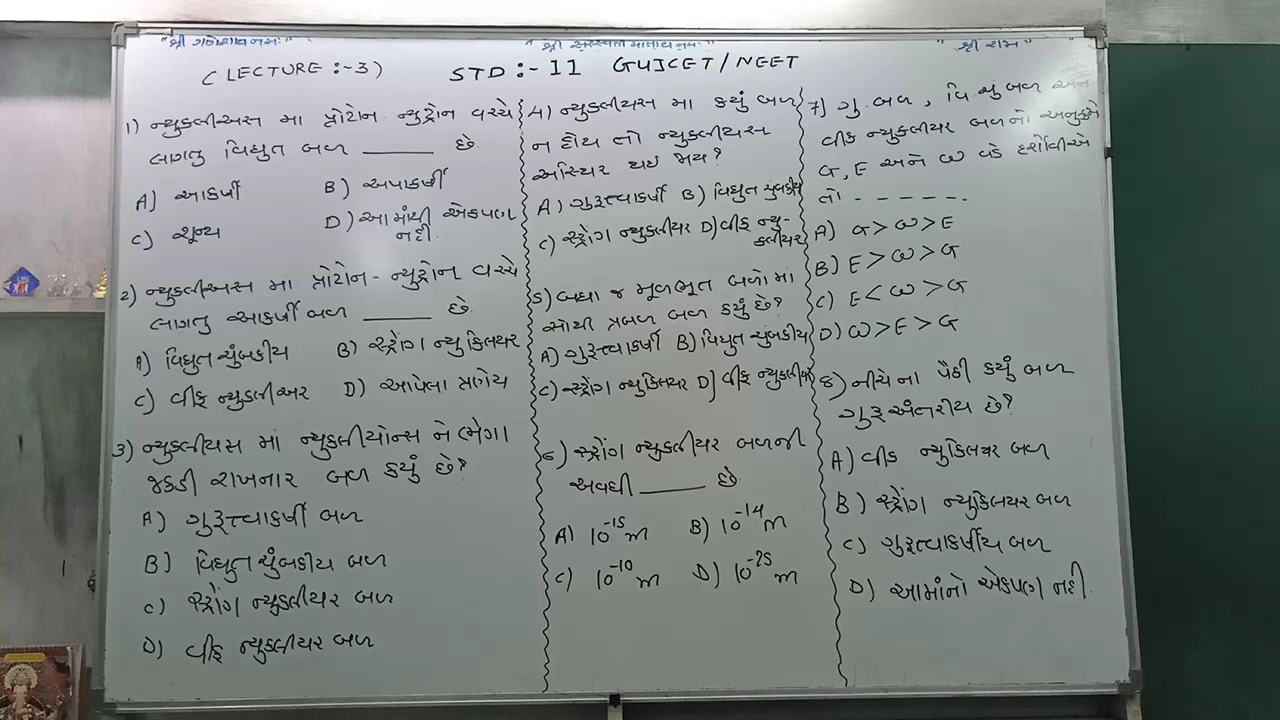 "શ્રી ગણેશાય નમઃ"
"શ્રી સરસ્વતી માતાય નમઃ"
"શ્રી રામ"
(LECTURE :-3)
STD :- 11 GUJCET/NEET
1) ન્યુક્લીઅસ માં પ્રોટોન ન્યુટ્રોન વચ્ચે
લાગતુ વિદ્યુત બળ ______ છે.
A) આકર્ષી B) અપાકર્ષી
C) શૂન્ય D) આમાંથી એકપણ
નહી.
2) ન્યુક્લીઅસ માં પ્રોટોન - ન્યુટ્રોન વચ્ચે
લાગતુ આકર્ષી બળ ______ છે.
A) વિદ્યુત ચુંબકીય B) સ્ટ્રોંગ ન્યુક્લિયર
C) વીક ન્યુક્લીઅર D) આપેલા
3) ન્યુક્લીયસ માં ન્યુક્લીયોન્સ ને ભેગા
જકડી રાખનાર બળ કયું છે?
A) ગુરૂત્વાકર્ષી બળ
B) વિદ્યુત ચુંબકીય બળ
C) સ્ટ્રોંગ ન્યુક્લીયર બળ
D) વીક ન્યુક્લીયર બળ
4) ન્યુક્લીયસ માં કયું બળ
ન હોય તો ન્યુક્લીયસ
અસ્થિર થઇ જાય?
A) ગુરૂત્વાકર્ષી B) વિદ્યુત ચુંબકીય
C) સ્ટ્રોંગ ન્યુક્લીયર D) વીક ન્યુ-
ક્લીયર
5) બધા જ મૂળભૂત બળો માં
સૌથી પ્રબળ બળ કયું છે?
A) ગુરૂત્વાકર્ષી B) વિદ્યુત ચુંબકીય
C) સ્ટ્રોંગ ન્યુક્લિયર D) વીક ન્યુક્લીયર
6) સ્ટ્રોંગ ન્યુક્લીયર બળની
અવધી ______ છે.
A) 10⁻¹⁵ m B) 10⁻¹⁴ m
C) 10⁻¹⁰ m D) 10⁻²⁵ m
7) ગુ. બળ, વિ ચું બળ અને
વીક ન્યુક્લીયર બળનો અનુક્રમે
G, E અને W વડે દર્શાવીએ
તો - - - - - -.
A) G > W > E
B) E > W > G
C) E < W > G
D) W > E > G
8) નીચેના પૈકી કયું બળ
ગુરૂઅંતરીય છે?
A) વીક ન્યુક્લિયર બળ
B) સ્ટ્રોંગ ન્યુક્લિયર બળ
C) ગુરૂત્વાકર્ષીય બળ
D) આમાંનો એકપણ નહી.